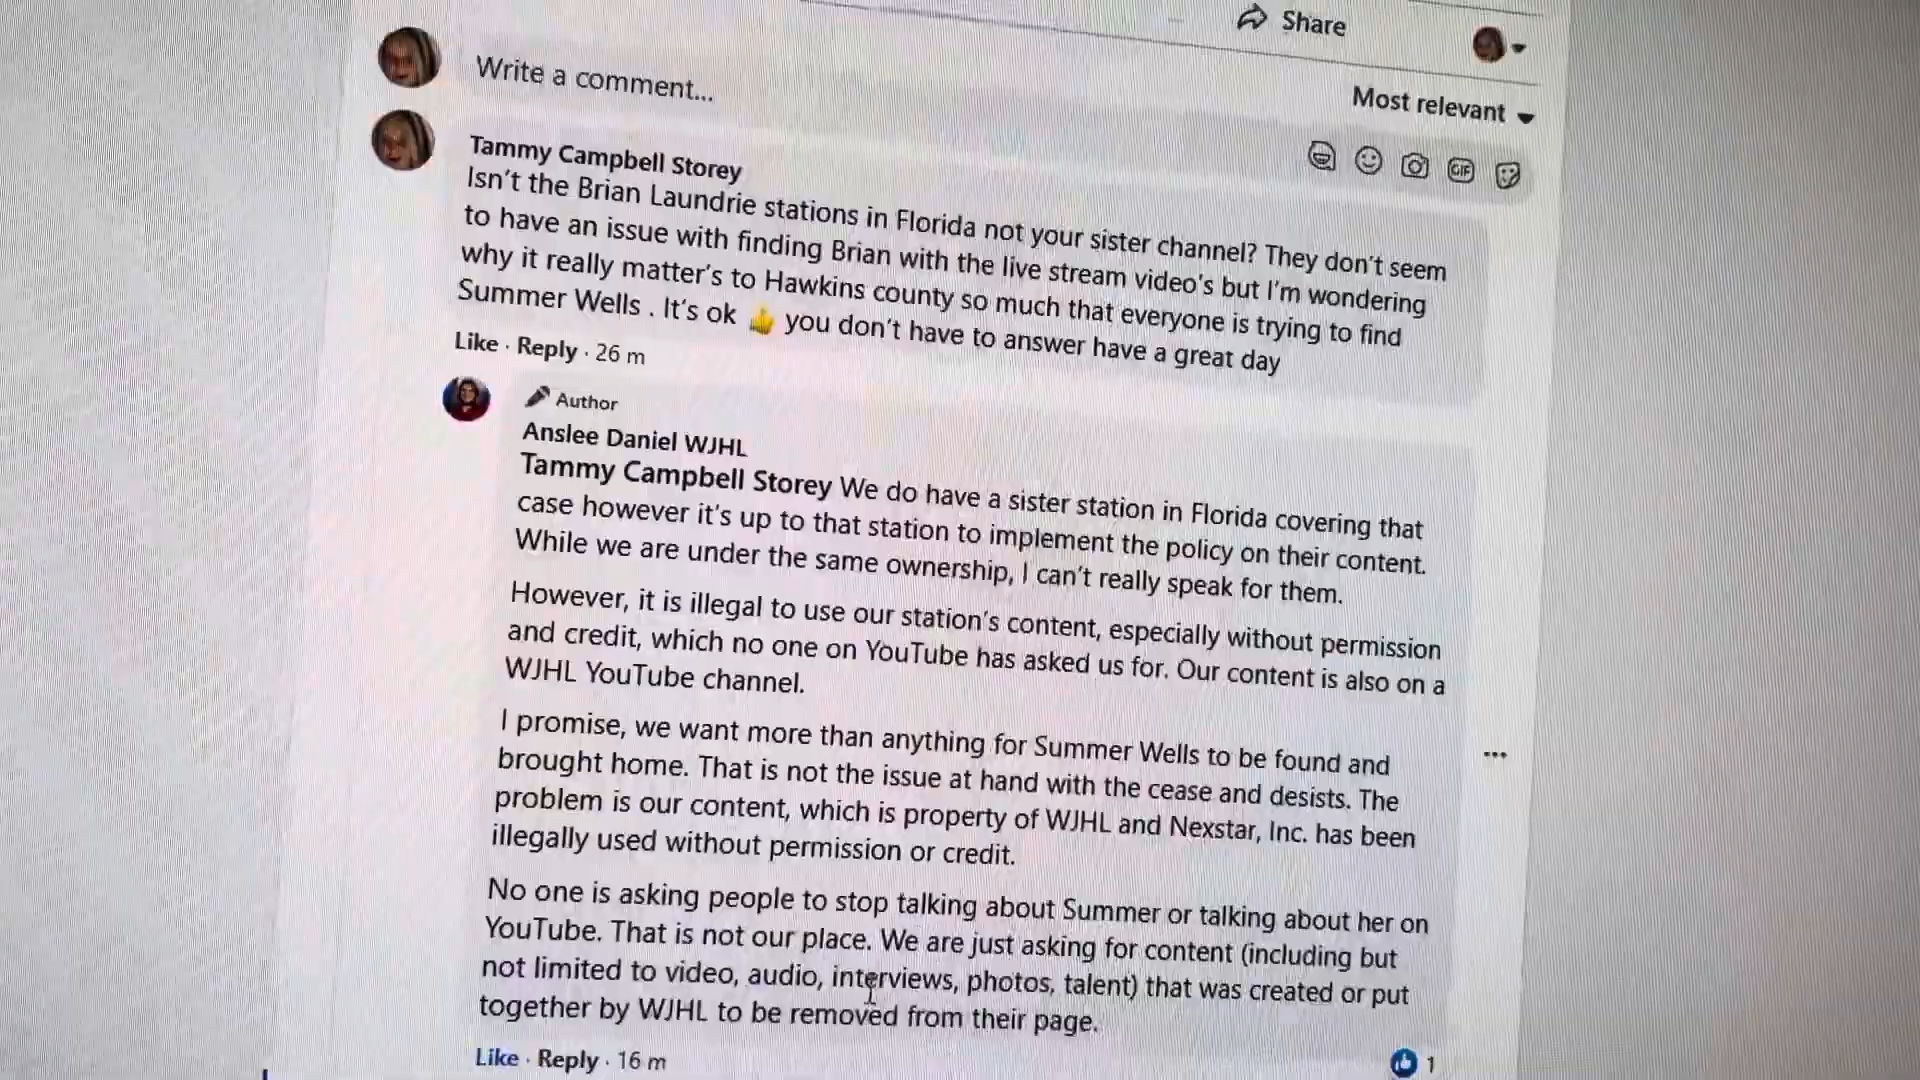 Share
Write a comment...
Most relevant
GIF
Tammy Campbell Storey
Isn't the Brian Laundrie stations in Florida not your sister channel? They don't seem
to have an issue with finding Brian with the live stream video's but I'm wondering
why it really matter's to Hawkins county so much that everyone is trying to find
Summer Wells . It's ok 👍 you don't have to answer have a great day
Like · Reply · 26 m
Author
Anslee Daniel WJHL
Tammy Campbell Storey We do have a sister station in Florida covering that
case however it's up to that station to implement the policy on their content.
While we are under the same ownership, I can't really speak for them.
However, it is illegal to use our station's content, especially without permission
and credit, which no one on YouTube has asked us for. Our content is also on a
WJHL YouTube channel.
I promise, we want more than anything for Summer Wells to be found and
brought home. That is not the issue at hand with the cease and desists. The
problem is our content, which is property of WJHL and Nexstar, Inc. has been
illegally used without permission or credit.
No one is asking people to stop talking about Summer or talking about her on
YouTube. That is not our place. We are just asking for content (including but
not limited to video, audio, interviews, photos, talent) that was created or put
together by WJHL to be removed from their page.
Like · Reply · 16 m
1